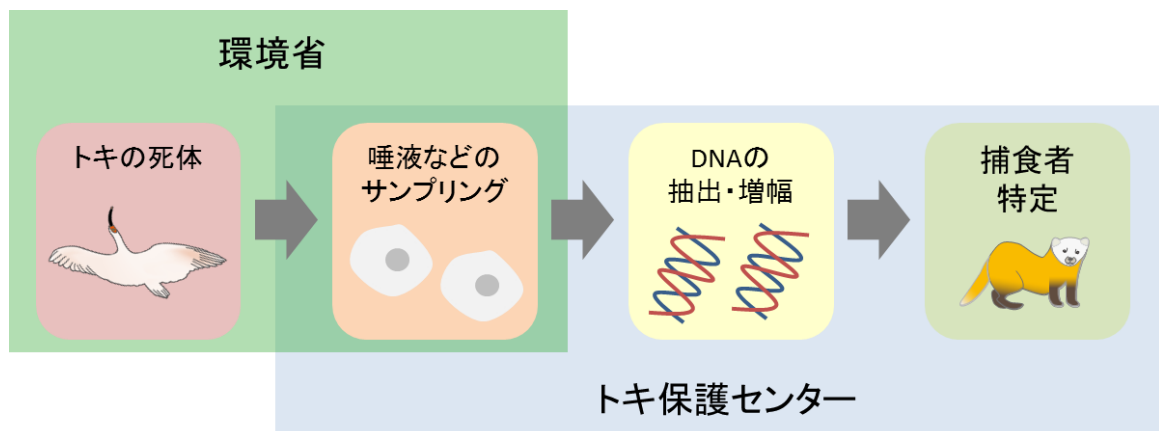 環境省
トキの死体
唾液などの
サンプリング
DNAの
抽出・増幅
捕食者
特定
トキ保護センター